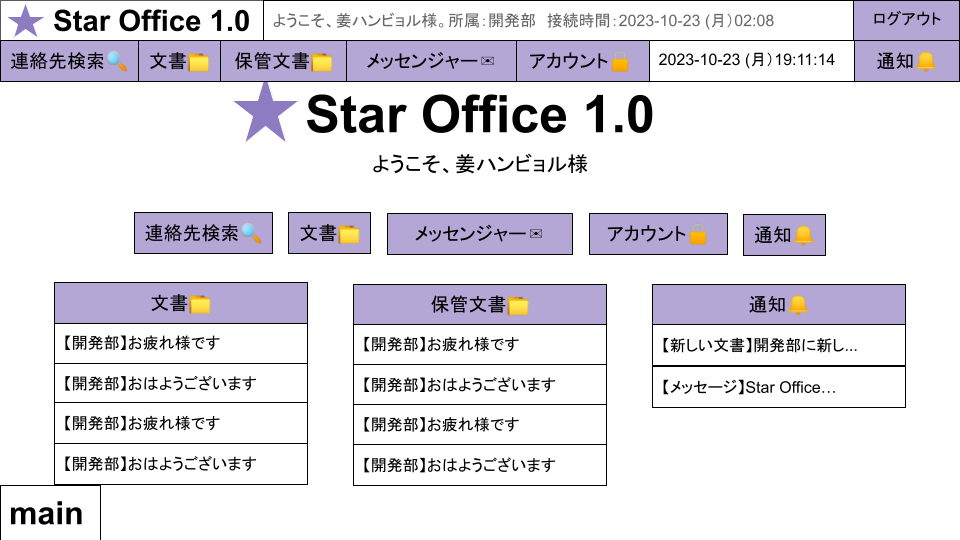 Star Office 1.0
ようこそ、姜ハンビョル様。所属：開発部　接続時間：2023-10-23 (月）02:08
ログアウト
連絡先検索🔍
文書🗂️
保管文書🗂️
メッセンジャー✉
アカウント🔒
2023-10-23 (月）19:11:14
通知🔔
Star Office 1.0
ようこそ、姜ハンビョル様
連絡先検索🔍
文書🗂️
メッセンジャー✉
アカウント🔒
通知🔔
文書🗂️
【開発部】お疲れ様です
【開発部】おはようございます
【開発部】お疲れ様です
【開発部】おはようございます
保管文書🗂️
【開発部】お疲れ様です
【開発部】おはようございます
【開発部】お疲れ様です
【開発部】おはようございます
通知🔔
【新しい文書】開発部に新し...
【メッセージ】Star Office…
main